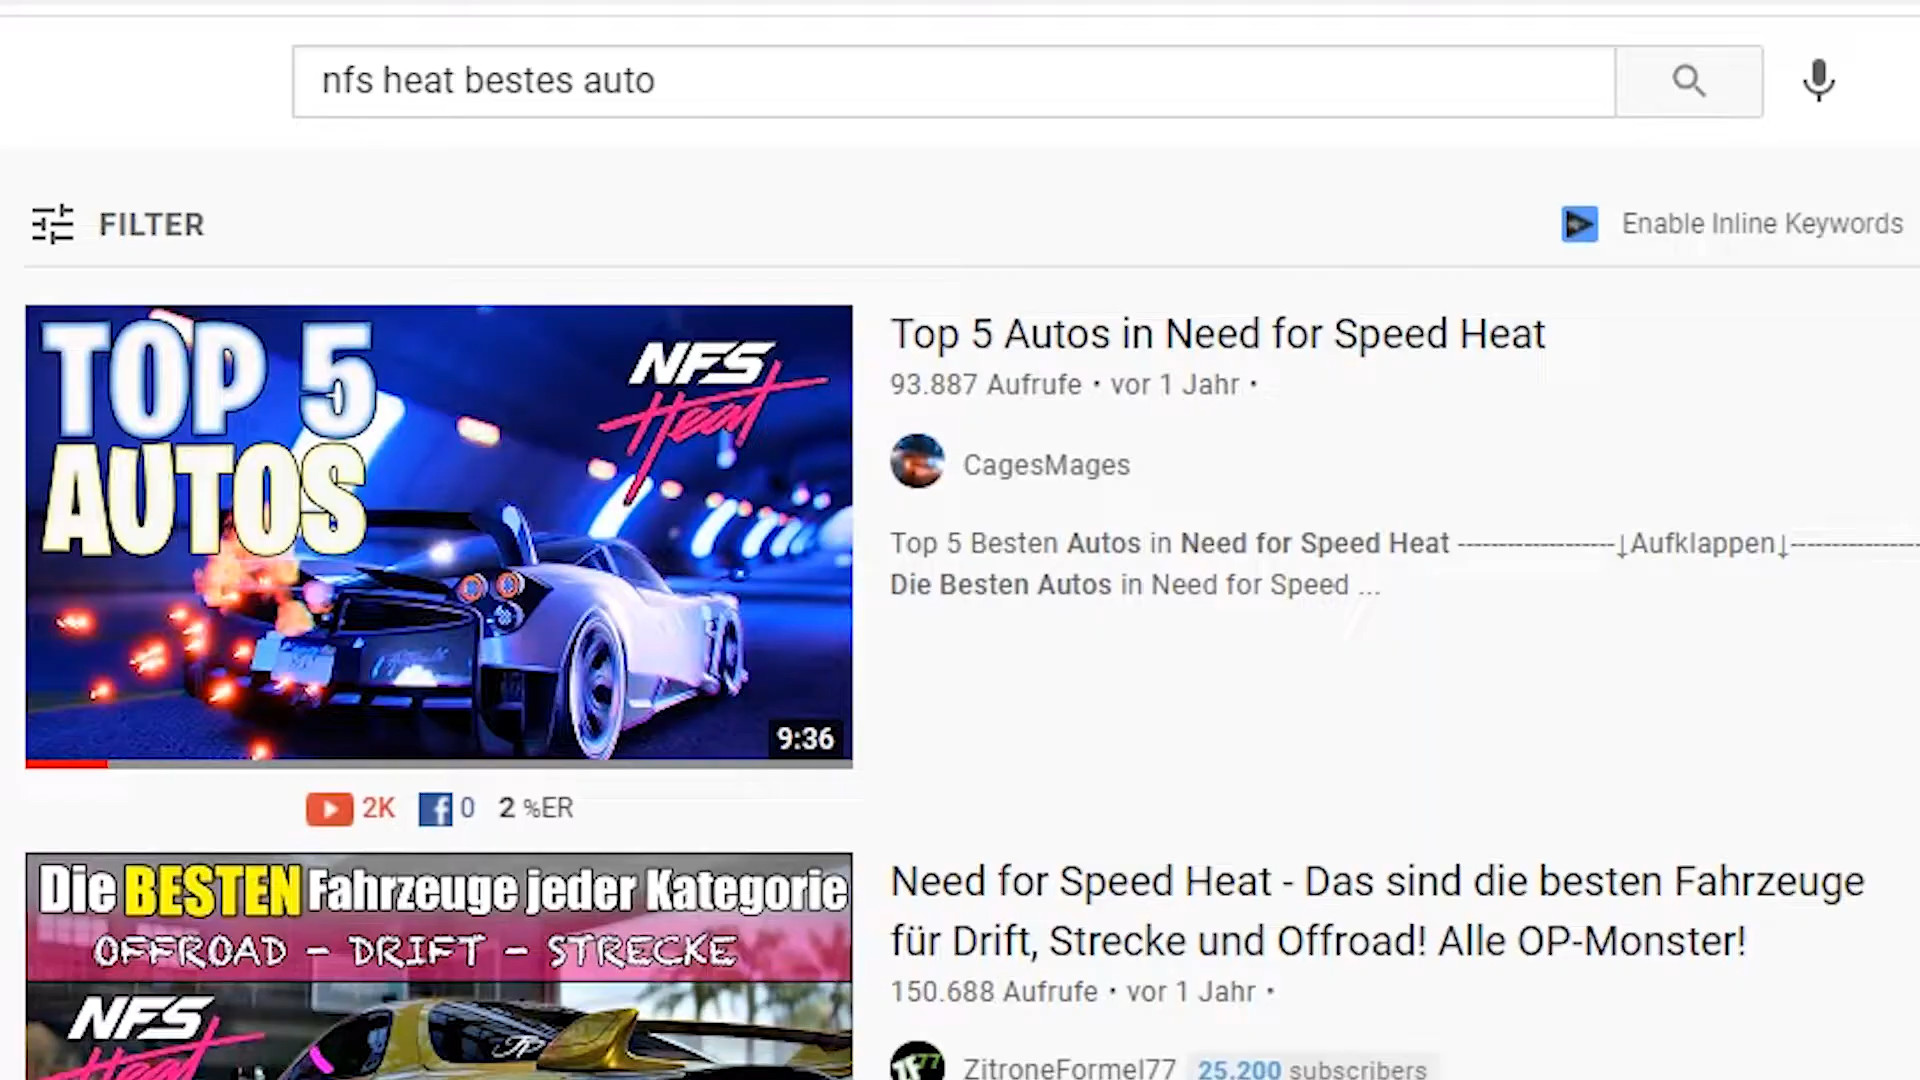 nfs heat bestes auto
FILTER
Enable Inline Keywords
TOP 5
AUTOS
NFS
Heat
9:36
Top 5 Autos in Need for Speed Heat
93.887 Aufrufe • vor 1 Jahr •
CagesMages
Top 5 Besten Autos in Need for Speed Heat -------------------↓Aufklappen↓----------------
Die Besten Autos in Need for Speed ...
2K
0
2 %ER
Die BESTEN Fahrzeuge jeder Kategorie
OFFROAD - DRIFT - STRECKE
NFS
Heat
Need for Speed Heat - Das sind die besten Fahrzeuge
für Drift, Strecke und Offroad! Alle OP-Monster!
150.688 Aufrufe • vor 1 Jahr •
ZitroneFormel77 25.200 subscribers